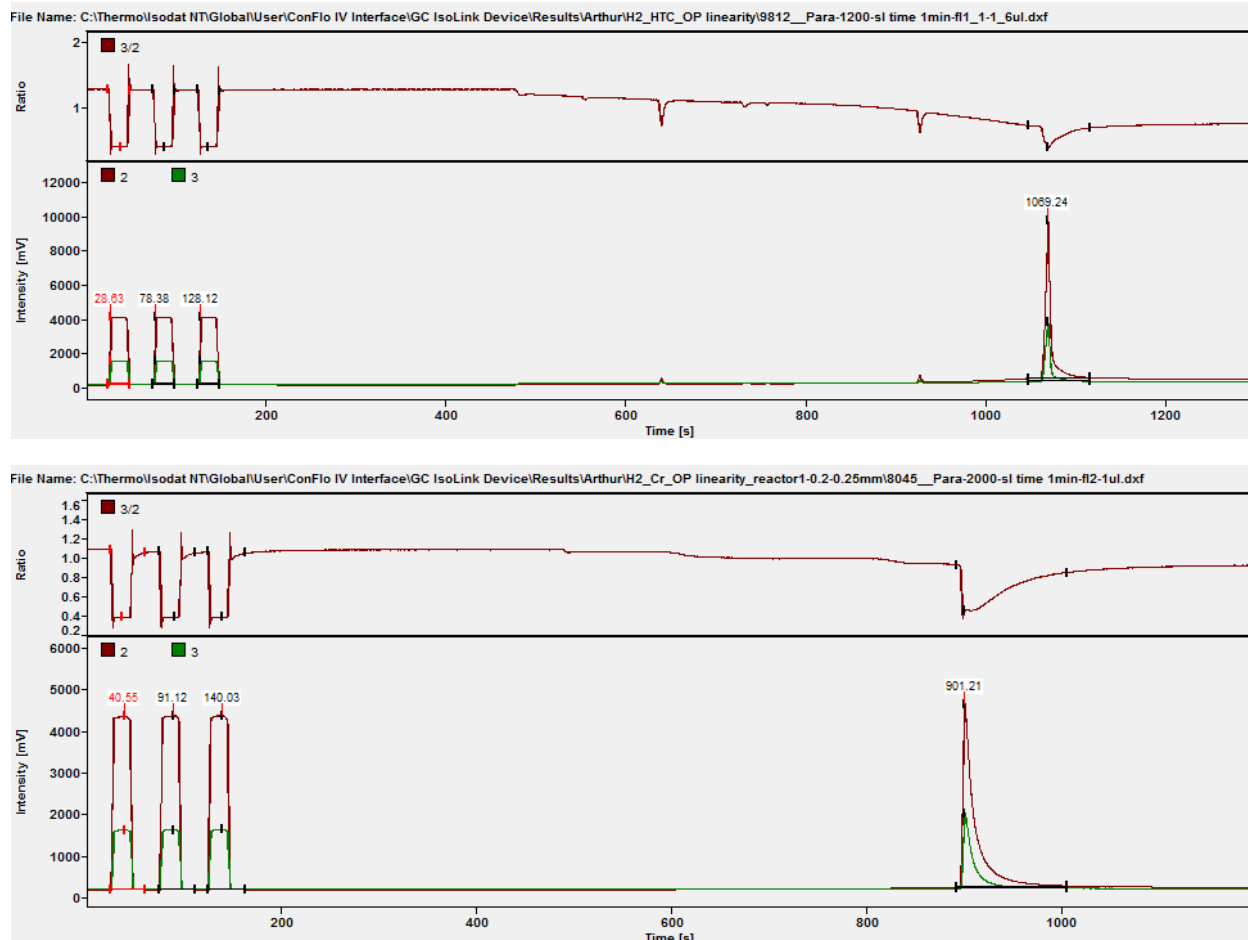 File Name: C:\Thermo\Isodat NT\Global\User\ConFlo IV Interface\GC IsoLink Device\Results\Arthur\H2_HTC_OP linearity\9812__Para-1200-sl time 1min-fl1_1-1_6ul.dxf
2
3/2
Ratio
1
2 3
12000
10000
8000
6000
4000
2000
0
Intensity [mV]
28.63 78.38 128.12
1069.24
200 400 600 800 1000 1200
Time [s]
File Name: C:\Thermo\Isodat NT\Global\User\ConFlo IV Interface\GC IsoLink Device\Results\Arthur\H2_Cr_OP linearity_reactor1-0.2-0.25mm\8045__Para-2000-sl time 1min-fl2-1ul.dxf
1.6
3/2
1.4
1.2
1.0
0.8
0.6
0.4
0.2
Ratio
2 3
6000
5000
4000
3000
2000
1000
0
Intensity [mV]
40.55 91.12 140.03
901.21
200 400 600 800 1000
Time [s]